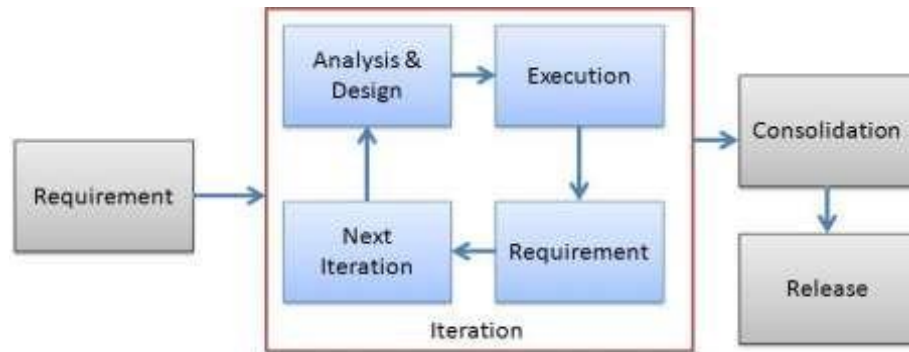 Requirement
Analysis &
Design
Execution
Requirement
Next
Iteration
Iteration
Consolidation
Release